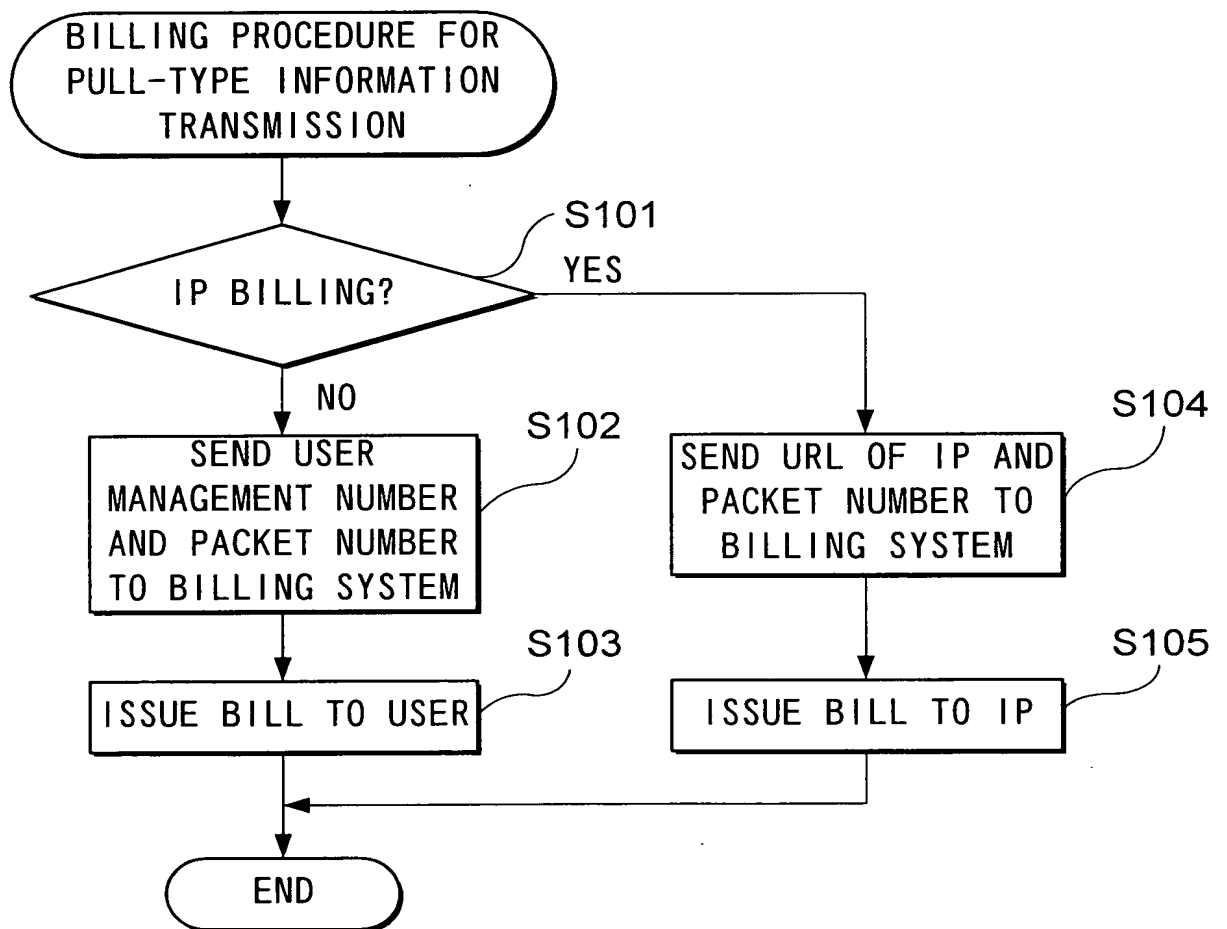 BILLING PROCEDURE FOR
PULL-TYPE INFORMATION
TRANSMISSION
S101
IP BILLING?
YES
NO
S102
SEND USER
MANAGEMENT NUMBER
AND PACKET NUMBER
TO BILLING SYSTEM
S104
SEND URL OF IP AND
PACKET NUMBER TO
BILLING SYSTEM
S103
ISSUE BILL TO USER
S105
ISSUE BILL TO IP
END